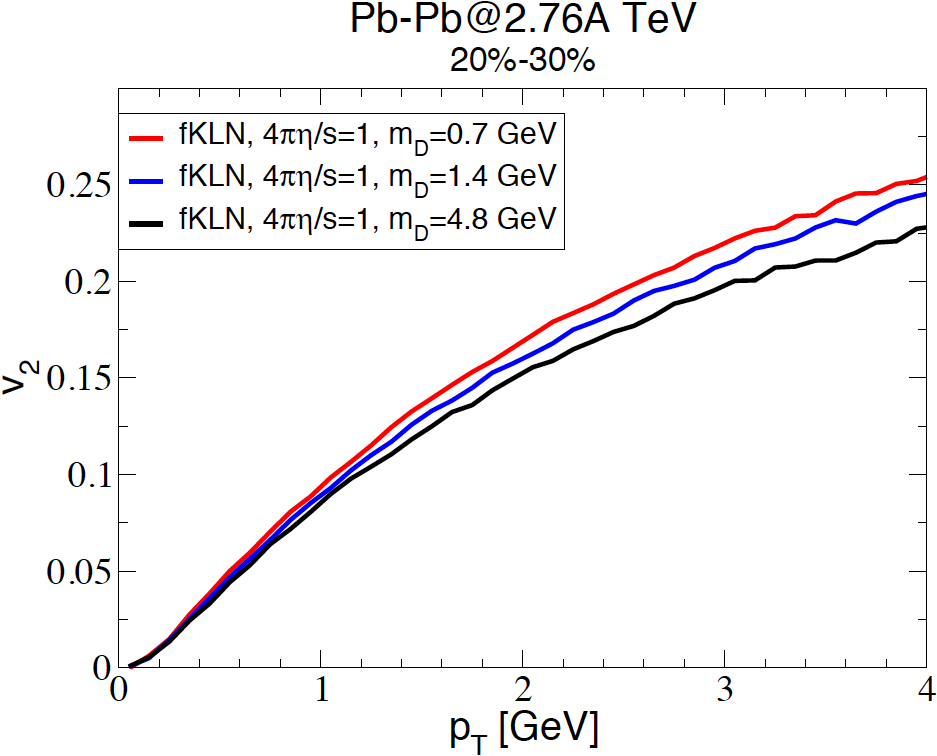 Pb-Pb@2.76A TeV
20%-30%
fKLN, 4πη/s=1, m_D=0.7 GeV
fKLN, 4πη/s=1, m_D=1.4 GeV
fKLN, 4πη/s=1, m_D=4.8 GeV
0.25
0.2
0.15
0.1
0.05
0
v_2
0 1 2 3 4
p_T [GeV]